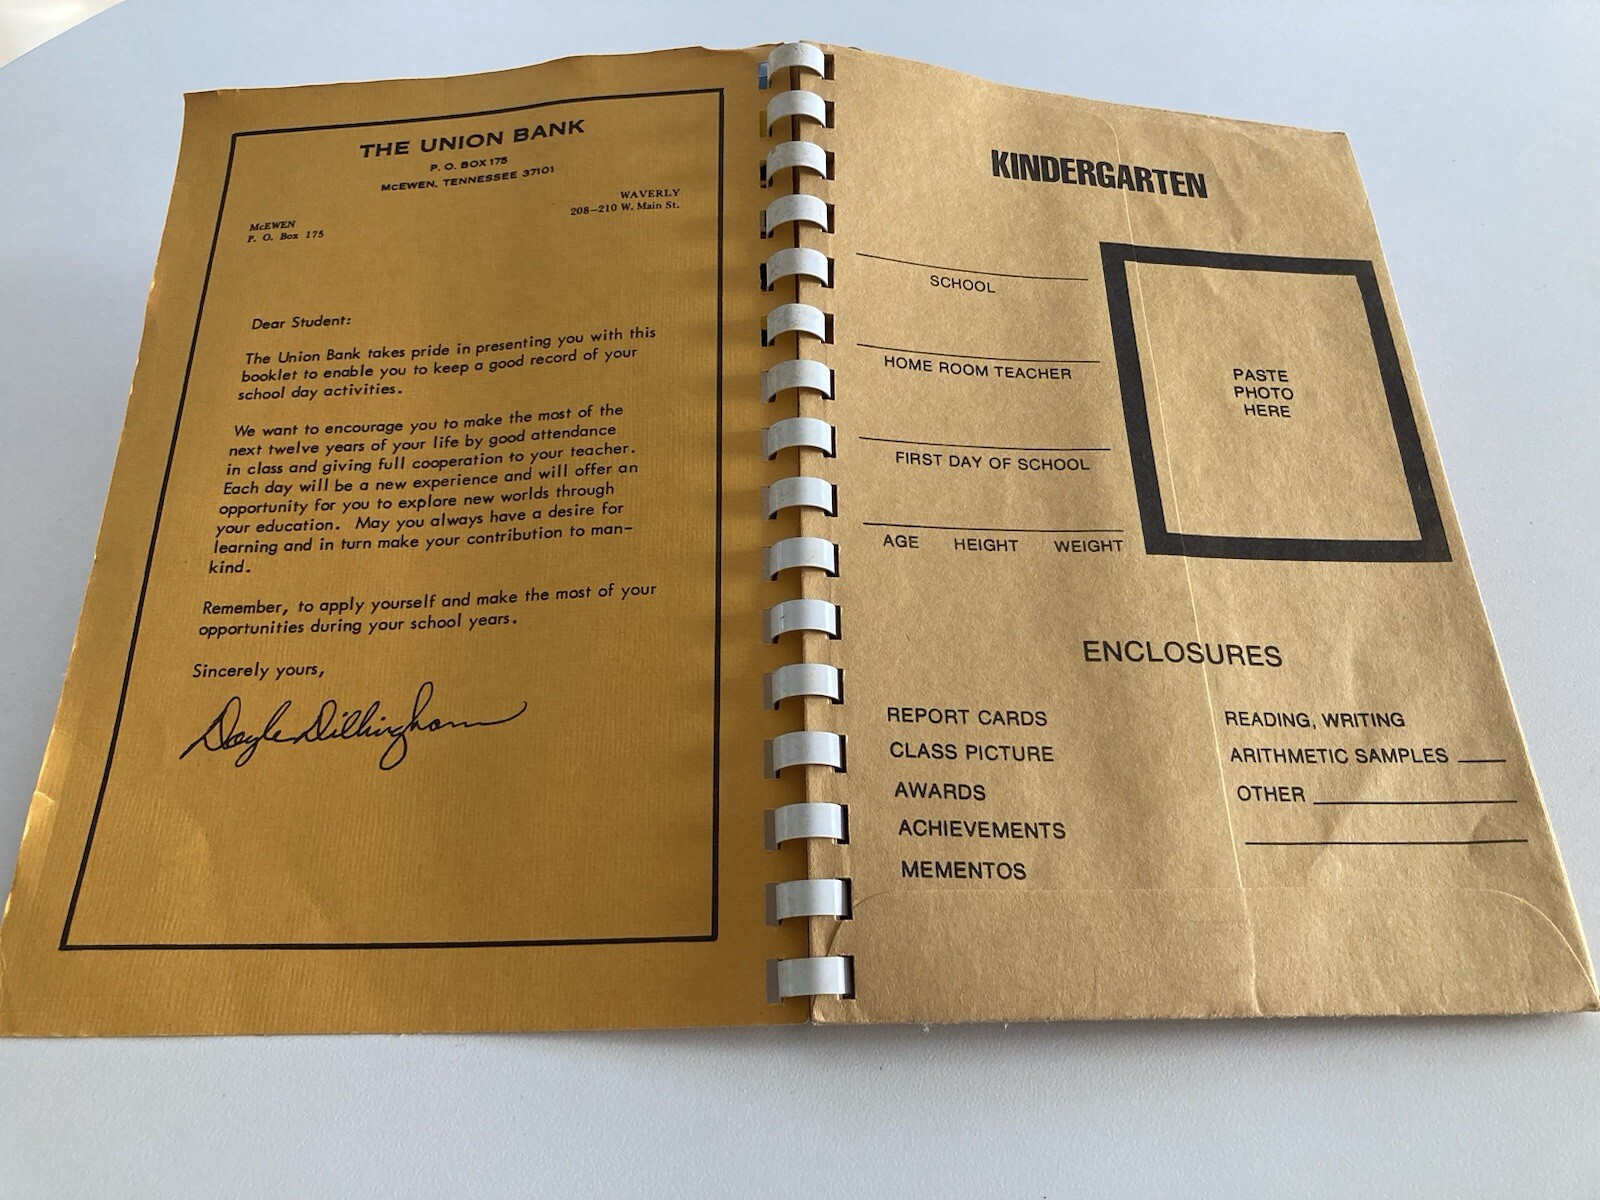 THE UNION BANK
P. O. BOX 175
McEWEN, TENNESSEE 37101
WAVERLY
208–210 W. Main St.
McEWEN
P. O. Box 175
Dear Student:
The Union Bank takes pride in presenting you with this
booklet to enable you to keep a good record of your
school day activities.
We want to encourage you to make the most of the
next twelve years of your life by good attendance
in class and giving full cooperation to your teacher.
Each day will be a new experience and will offer an
opportunity for you to explore new worlds through
your education. May you always have a desire for
learning and in turn make your contribution to man-
kind.
Remember, to apply yourself and make the most of your
opportunities during your school years.
Sincerely yours,
Doyle Dillingham
KINDERGARTEN
SCHOOL
HOME ROOM TEACHER
FIRST DAY OF SCHOOL
AGE HEIGHT WEIGHT
PASTE
PHOTO
HERE
ENCLOSURES
REPORT CARDS
CLASS PICTURE
AWARDS
ACHIEVEMENTS
MEMENTOS
READING, WRITING
ARITHMETIC SAMPLES
OTHER